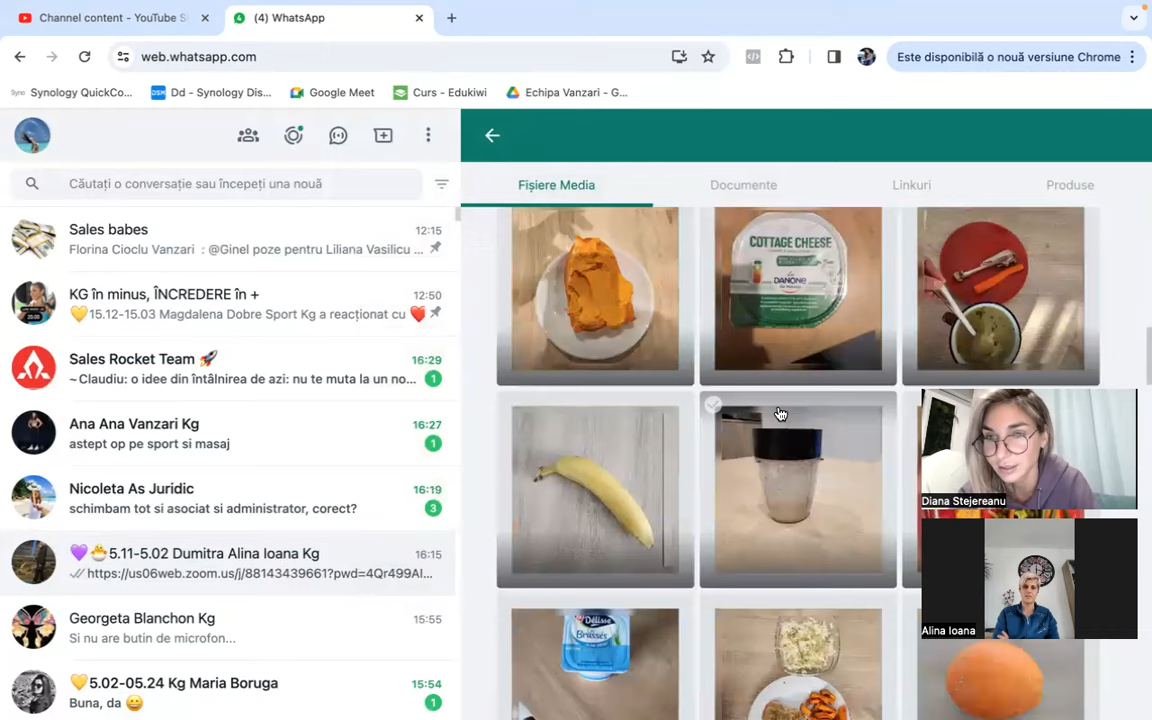 Channel content - YouTube S
(4) WhatsApp
web.whatsapp.com
Este disponibilă o nouă versiune Chrome
Syno Synology QuickCo...
DSM Dd - Synology Dis...
Google Meet
Curs - Edukiwi
Echipa Vanzari - G...
Căutați o conversație sau începeți una nouă
Sales babes 12:15
Florina Cioclu Vanzari : @Ginel poze pentru Liliana Vasilicu ...
KG în minus, ÎNCREDERE în + 12:50
💛15.12-15.03 Magdalena Dobre Sport Kg a reacționat cu ❤️
Sales Rocket Team 🚀 16:29
~Claudiu: o idee din întâlnirea de azi: nu te muta la un no... 1
Ana Ana Vanzari Kg 16:27
astept op pe sport si masaj 1
Nicoleta As Juridic 16:19
schimbam tot si asociat si administrator, corect? 3
💜🐣5.11-5.02 Dumitra Alina Ioana Kg 16:15
https://us06web.zoom.us/j/88143439661?pwd=4Qr499AI...
Georgeta Blanchon Kg 15:55
Si nu are butin de microfon...
💛5.02-05.24 Kg Maria Boruga 15:54
Buna, da 😀 1
Fișiere Media
Documente
Linkuri
Produse
COTTAGE CHEESE
DANONE
Délisse
Brassés
Diana Stejereanu
Alina Ioana